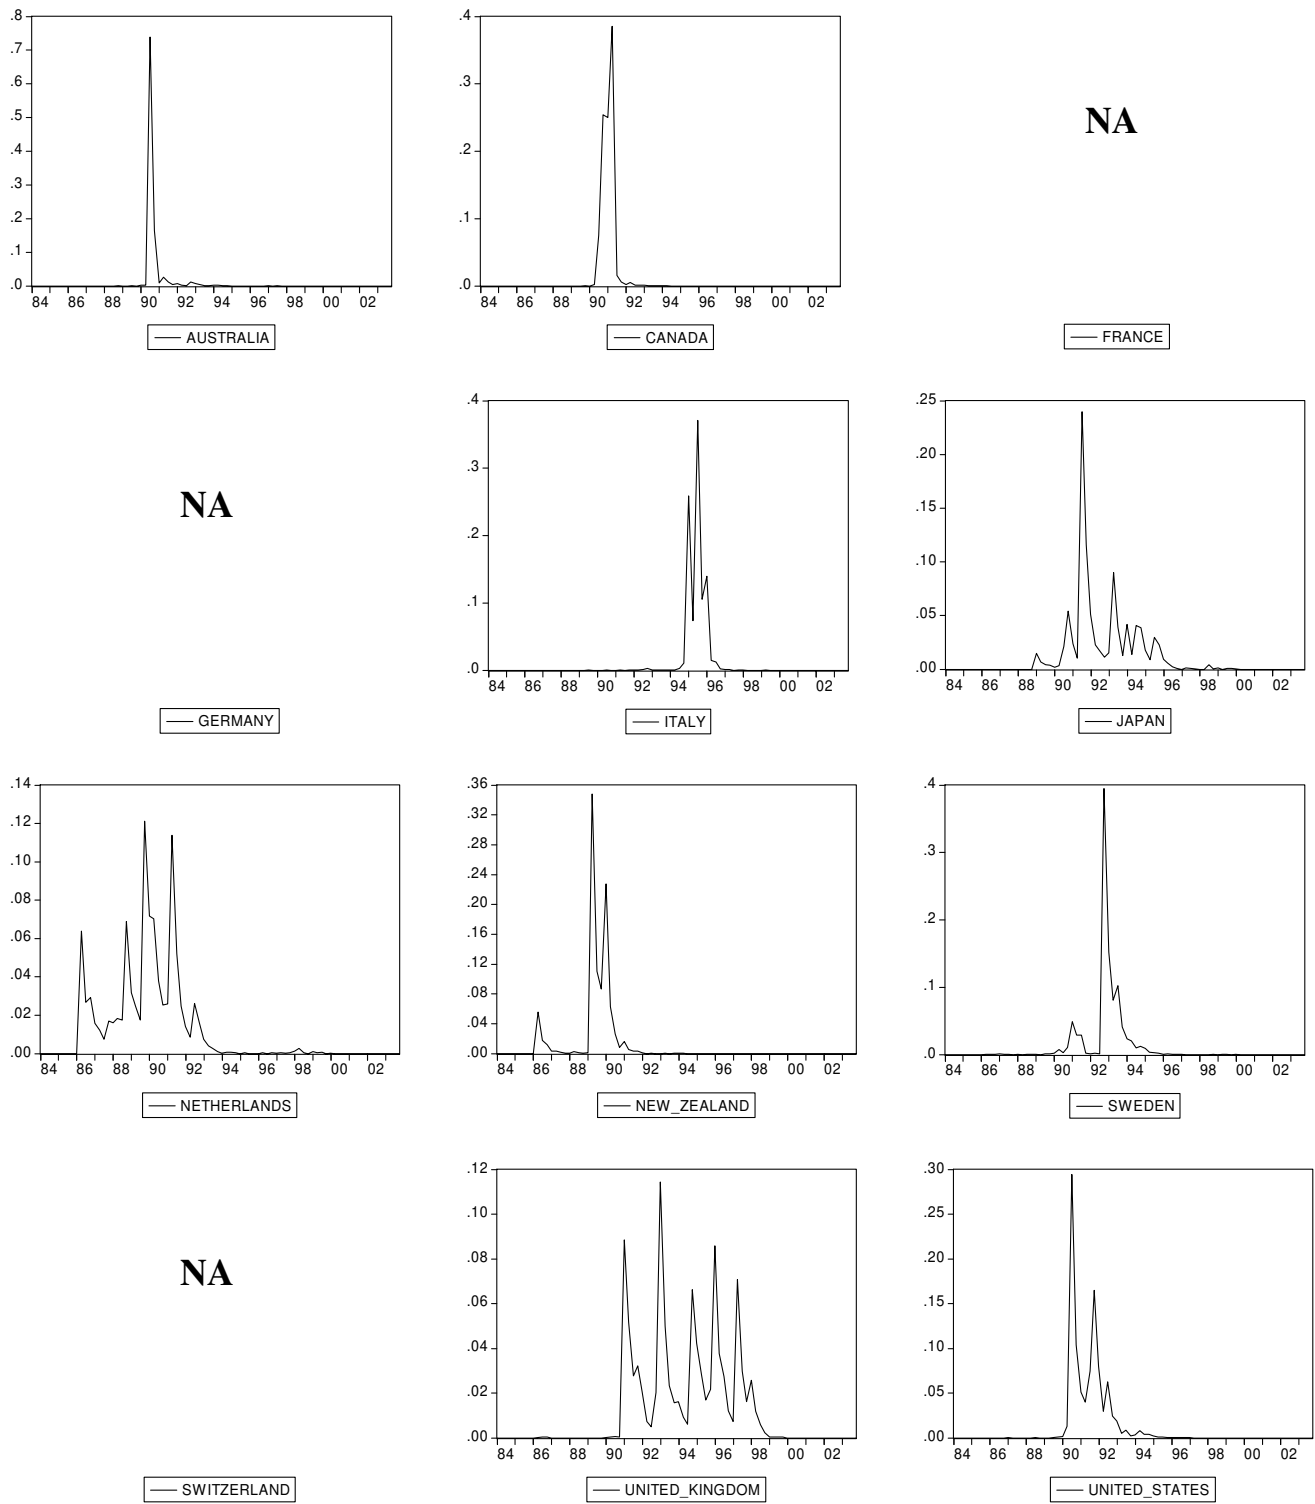 .8
.7
.6
.5
.4
.3
.2
.1
.0
84 86 88 90 92 94 96 98 00 02
AUSTRALIA
.4
.3
.2
.1
.0
84 86 88 90 92 94 96 98 00 02
CANADA
NA
FRANCE
NA
GERMANY
.4
.3
.2
.1
.0
84 86 88 90 92 94 96 98 00 02
ITALY
.25
.20
.15
.10
.05
.00
84 86 88 90 92 94 96 98 00 02
JAPAN
.14
.12
.10
.08
.06
.04
.02
.00
84 86 88 90 92 94 96 98 00 02
NETHERLANDS
.36
.32
.28
.24
.20
.16
.12
.08
.04
.00
84 86 88 90 92 94 96 98 00 02
NEW_ZEALAND
.4
.3
.2
.1
.0
84 86 88 90 92 94 96 98 00 02
SWEDEN
NA
SWITZERLAND
.12
.10
.08
.06
.04
.02
.00
84 86 88 90 92 94 96 98 00 02
UNITED_KINGDOM
.30
.25
.20
.15
.10
.05
.00
84 86 88 90 92 94 96 98 00 02
UNITED_STATES